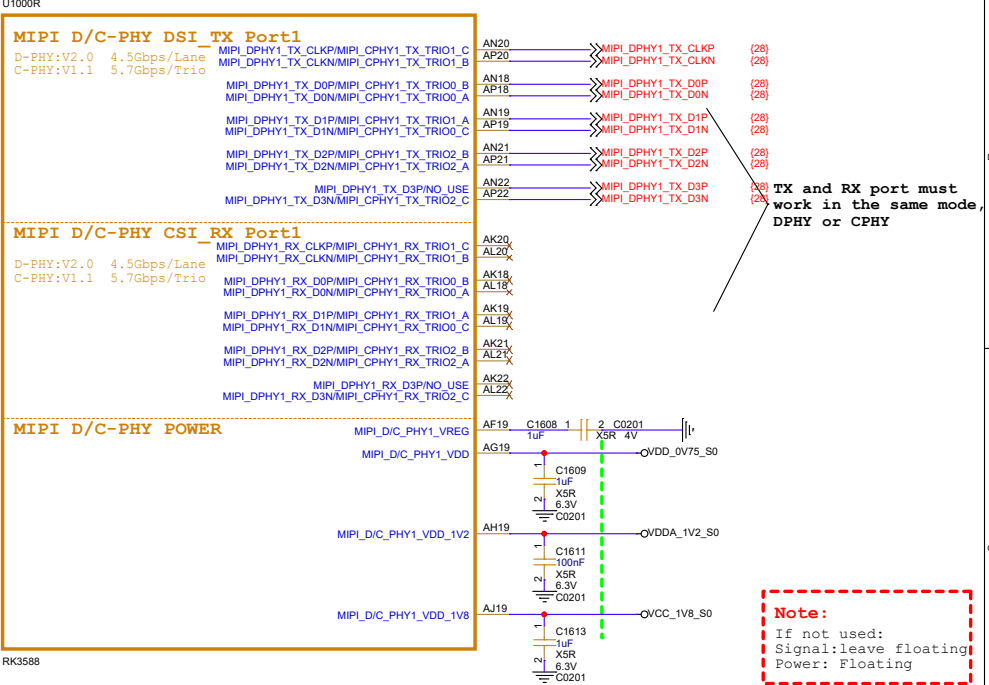 U1000R
MIPI D/C-PHY DSI_TX Port1
D-PHY:V2.0 4.5Gbps/Lane
C-PHY:V1.1 5.7Gbps/Trio
MIPI_DPHY1_TX_CLKP/MIPI_CPHY1_TX_TRIO1_C AN20 MIPI_DPHY1_TX_CLKP {28}
MIPI_DPHY1_TX_CLKN/MIPI_CPHY1_TX_TRIO1_B AP20 MIPI_DPHY1_TX_CLKN {28}
MIPI_DPHY1_TX_D0P/MIPI_CPHY1_TX_TRIO0_B AN18 MIPI_DPHY1_TX_D0P {28}
MIPI_DPHY1_TX_D0N/MIPI_CPHY1_TX_TRIO0_A AP18 MIPI_DPHY1_TX_D0N {28}
MIPI_DPHY1_TX_D1P/MIPI_CPHY1_TX_TRIO1_A AN19 MIPI_DPHY1_TX_D1P {28}
MIPI_DPHY1_TX_D1N/MIPI_CPHY1_TX_TRIO0_C AP19 MIPI_DPHY1_TX_D1N {28}
MIPI_DPHY1_TX_D2P/MIPI_CPHY1_TX_TRIO2_B AN21 MIPI_DPHY1_TX_D2P {28}
MIPI_DPHY1_TX_D2N/MIPI_CPHY1_TX_TRIO2_A AP21 MIPI_DPHY1_TX_D2N {28}
MIPI_DPHY1_TX_D3P/NO_USE AN22 MIPI_DPHY1_TX_D3P {28}
MIPI_DPHY1_TX_D3N/MIPI_CPHY1_TX_TRIO2_C AP22 MIPI_DPHY1_TX_D3N {28}
TX and RX port must
work in the same mode,
DPHY or CPHY
MIPI D/C-PHY CSI_RX Port1
D-PHY:V2.0 4.5Gbps/Lane
C-PHY:V1.1 5.7Gbps/Trio
MIPI_DPHY1_RX_CLKP/MIPI_CPHY1_RX_TRIO1_C AK20
MIPI_DPHY1_RX_CLKN/MIPI_CPHY1_RX_TRIO1_B AL20
MIPI_DPHY1_RX_D0P/MIPI_CPHY1_RX_TRIO0_B AK18
MIPI_DPHY1_RX_D0N/MIPI_CPHY1_RX_TRIO0_A AL18
MIPI_DPHY1_RX_D1P/MIPI_CPHY1_RX_TRIO1_A AK19
MIPI_DPHY1_RX_D1N/MIPI_CPHY1_RX_TRIO0_C AL19
MIPI_DPHY1_RX_D2P/MIPI_CPHY1_RX_TRIO2_B AK21
MIPI_DPHY1_RX_D2N/MIPI_CPHY1_RX_TRIO2_A AL21
MIPI_DPHY1_RX_D3P/NO_USE AK22
MIPI_DPHY1_RX_D3N/MIPI_CPHY1_RX_TRIO2_C AL22
MIPI D/C-PHY POWER
MIPI_D/C_PHY1_VREG AF19 C1608 1 2 C0201
1uF X5R 4V
MIPI_D/C_PHY1_VDD AG19 VDD_0V75_S0
1 C1609
1uF
2 X5R
6.3V
C0201
MIPI_D/C_PHY1_VDD_1V2 AH19 VDDA_1V2_S0
1 C1611
100nF
2 X5R
6.3V
C0201
MIPI_D/C_PHY1_VDD_1V8 AJ19 VCC_1V8_S0
1 C1613
1uF
2 X5R
6.3V
C0201
RK3588
Note:
If not used:
Signal:leave floating
Power: Floating